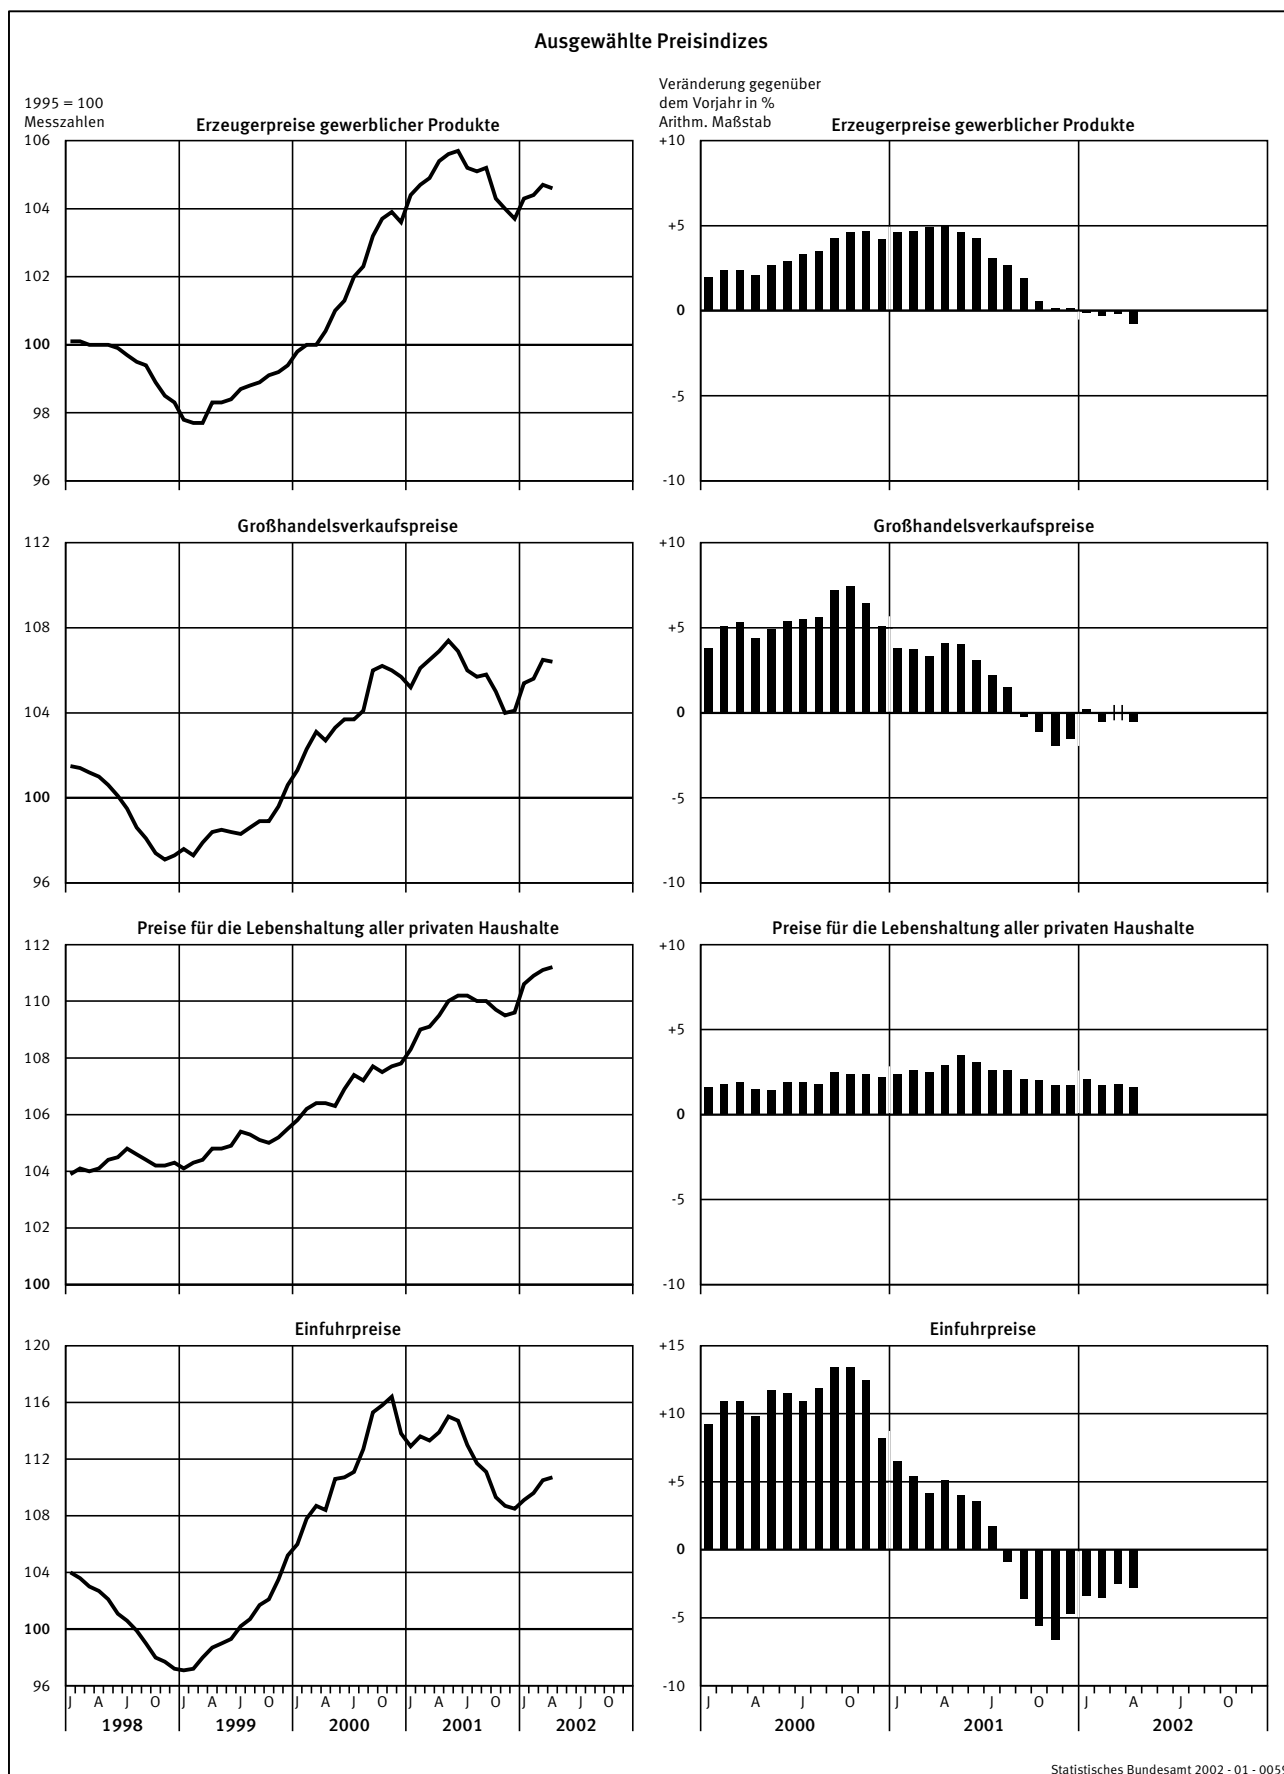 Ausgewählte Preisindizes
1995 = 100
Messzahlen
Erzeugerpreise gewerblicher Produkte
106
104
102
100
98
96
Veränderung gegenüber
dem Vorjahr in %
Arithm. Maßstab
Erzeugerpreise gewerblicher Produkte
+10
+5
0
-5
-10
Großhandelsverkaufspreise
112
108
104
100
96
Großhandelsverkaufspreise
+10
+5
0
-5
-10
Preise für die Lebenshaltung aller privaten Haushalte
112
110
108
106
104
102
100
Preise für die Lebenshaltung aller privaten Haushalte
+10
+5
0
-5
-10
Einfuhrpreise
120
116
112
108
104
100
96
J A J O J A J O J A J O J A J O J A J O
1998 1999 2000 2001 2002
Einfuhrpreise
+15
+10
+5
0
-5
-10
J A J O J A J O J A J O
2000 2001 2002
Statistisches Bundesamt 2002 - 01 - 0059